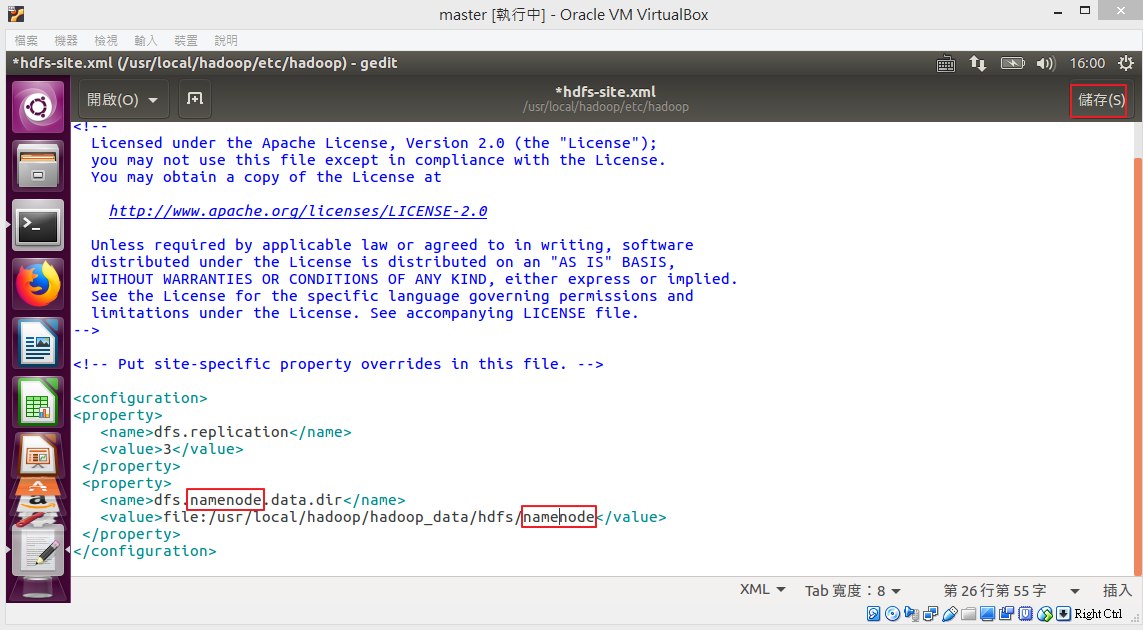 master [執行中] - Oracle VM VirtualBox
檔案 機器 檢視 輸入 裝置 說明
*hdfs-site.xml (/usr/local/hadoop/etc/hadoop) - gedit
16:00
開啟(O)
*hdfs-site.xml
/usr/local/hadoop/etc/hadoop
儲存(S)
<!--
  Licensed under the Apache License, Version 2.0 (the "License");
  you may not use this file except in compliance with the License.
  You may obtain a copy of the License at
    http://www.apache.org/licenses/LICENSE-2.0
  Unless required by applicable law or agreed to in writing, software
  distributed under the License is distributed on an "AS IS" BASIS,
  WITHOUT WARRANTIES OR CONDITIONS OF ANY KIND, either express or implied.
  See the License for the specific language governing permissions and
  limitations under the License. See accompanying LICENSE file.
-->
<!-- Put site-specific property overrides in this file. -->
<configuration>
<property>
   <name>dfs.replication</name>
   <value>3</value>
 </property>
 <property>
   <name>dfs.namenode.data.dir</name>
   <value>file:/usr/local/hadoop/hadoop_data/hdfs/namenode</value>
 </property>
</configuration>
XML Tab 寬度：8 第 26 行第 55 字 插入
Right Ctrl